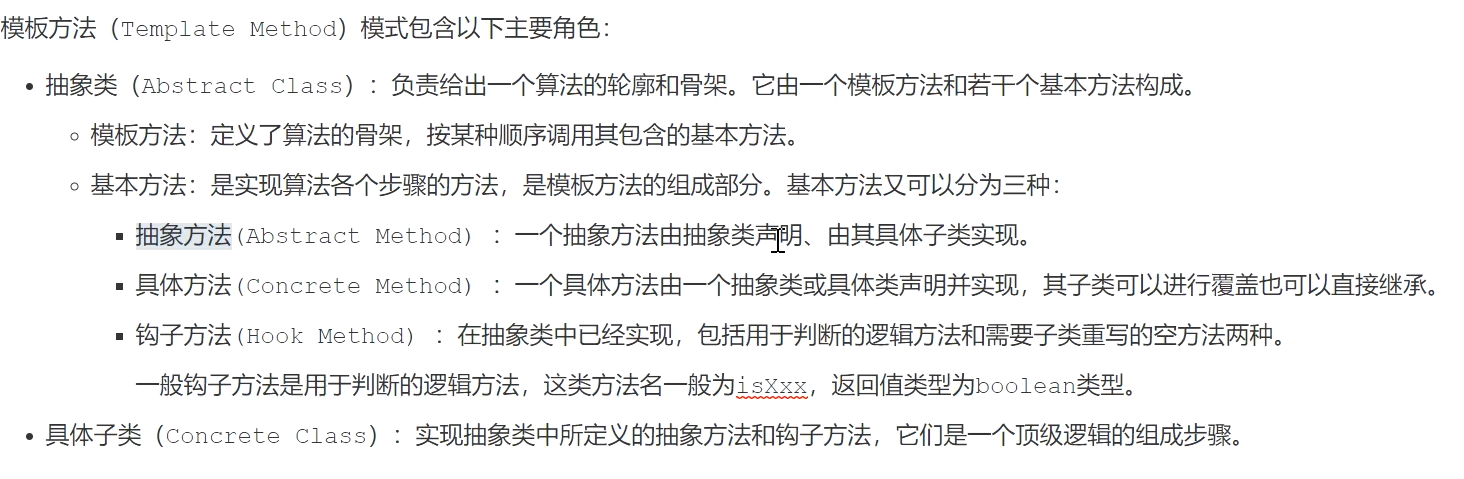 模板方法（Template Method）模式包含以下主要角色：
抽象类（Abstract Class）：负责给出一个算法的轮廓和骨架。它由一个模板方法和若干个基本方法构成。
模板方法：定义了算法的骨架，按某种顺序调用其包含的基本方法。
基本方法：是实现算法各个步骤的方法，是模板方法的组成部分。基本方法又可以分为三种：
抽象方法(Abstract Method) ：一个抽象方法由抽象类声明、由其具体子类实现。
具体方法(Concrete Method) ：一个具体方法由一个抽象类或具体类声明并实现，其子类可以进行覆盖也可以直接继承。
钩子方法(Hook Method) ：在抽象类中已经实现，包括用于判断的逻辑方法和需要子类重写的空方法两种。
一般钩子方法是用于判断的逻辑方法，这类方法名一般为isXxx，返回值类型为boolean类型。
具体子类（Concrete Class）：实现抽象类中所定义的抽象方法和钩子方法，它们是一个顶级逻辑的组成步骤。